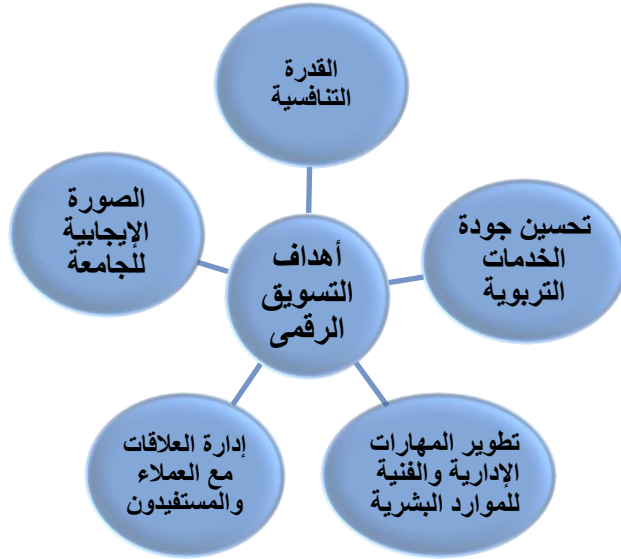 القدرة
التنافسية
تحسين جودة
الخدمات
التربوية
تطوير المهارات
الإدارية والفنية
للموارد البشرية
إدارة العلاقات
مع العملاء
والمستفيدون
الصورة
الإيجابية
للجامعة
أهداف
التسويق
الرقمى